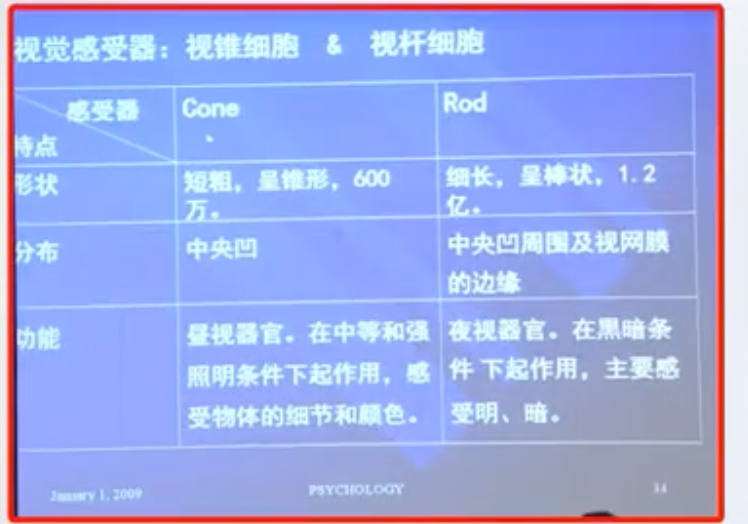 视觉感受器：视锥细胞 & 视杆细胞
感受器
特点
Cone
Rod
形状
短粗，呈锥形，600
万。
细长，呈棒状，1.2
亿。
分布
中央凹
中央凹周围及视网膜
的边缘
功能
昼视器官。在中等和强
照明条件下起作用，感
受物体的细节和颜色。
夜视器官。在黑暗条
件 下起作用，主要感
受明、暗。
January 1, 2009
PSYCHOLOGY
34